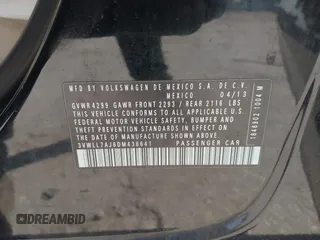 MFD BY VOLKSWAGEN DE MEXICO S.A. DE C.V.
MEXICO 04/13
GVWR4299 GAWR FRONT 2293 / REAR 2116 LBS
THIS VEHICLE CONFORMS TO ALL APPLICABLE U.S.
FEDERAL MOTOR VEHICLE SAFETY, BUMPER, AND
THEFT PREVENTION STANDARDS IN EFFECT ON THE
DATE OF MANUFACTURE SHOWN ABOVE
3VWLL7AJ6DM438641 PASSENGER CAR
DREAMBID